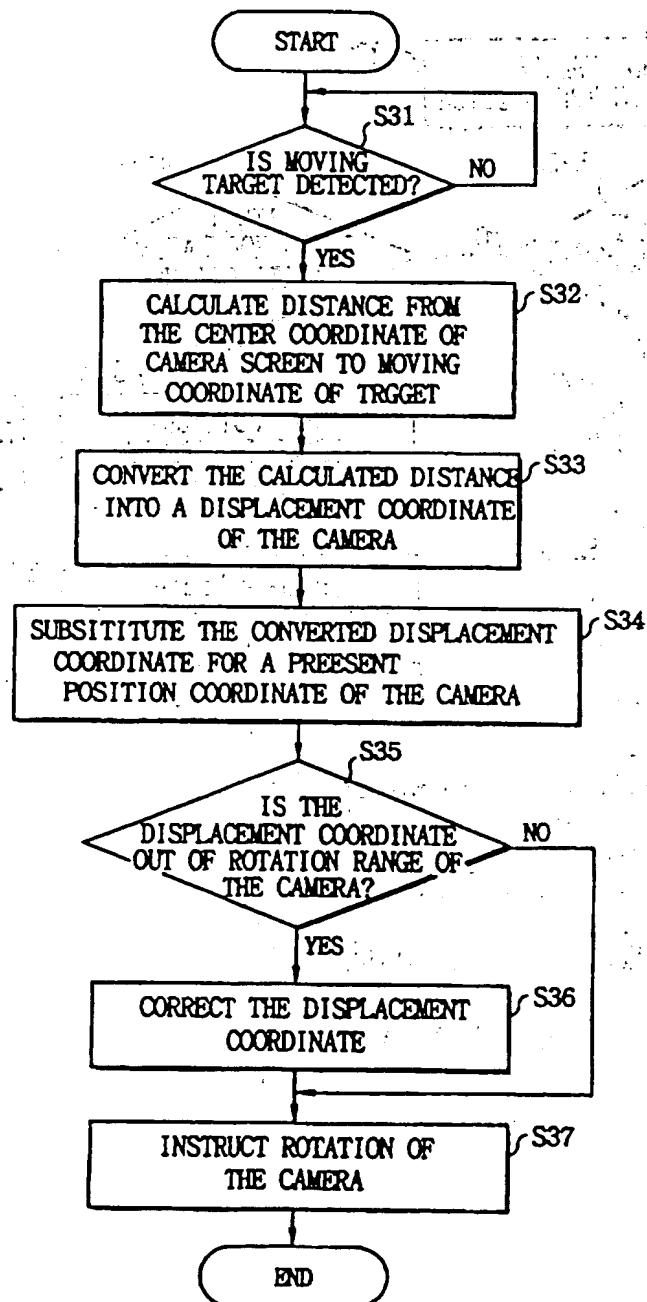 START
S31
IS MOVING
TARGET DETECTED?
NO
YES
S32
CALCULATE DISTANCE FROM
THE CENTER COORDINATE OF
CAMERA SCREEN TO MOVING
COORDINATE OF TRGGET
S33
CONVERT THE CALCULATED DISTANCE
INTO A DISPLACEMENT COORDINATE
OF THE CAMERA
S34
SUBSITITUTE THE CONVERTED DISPLACEMENT
COORDINATE FOR A PREESENT
POSITION COORDINATE OF THE CAMERA
S35
IS THE
DISPLACEMENT COORDINATE
OUT OF ROTATION RANGE OF
THE CAMERA?
NO
YES
S36
CORRECT THE DISPLACEMENT
COORDINATE
S37
INSTRUCT ROTATION OF
THE CAMERA
END